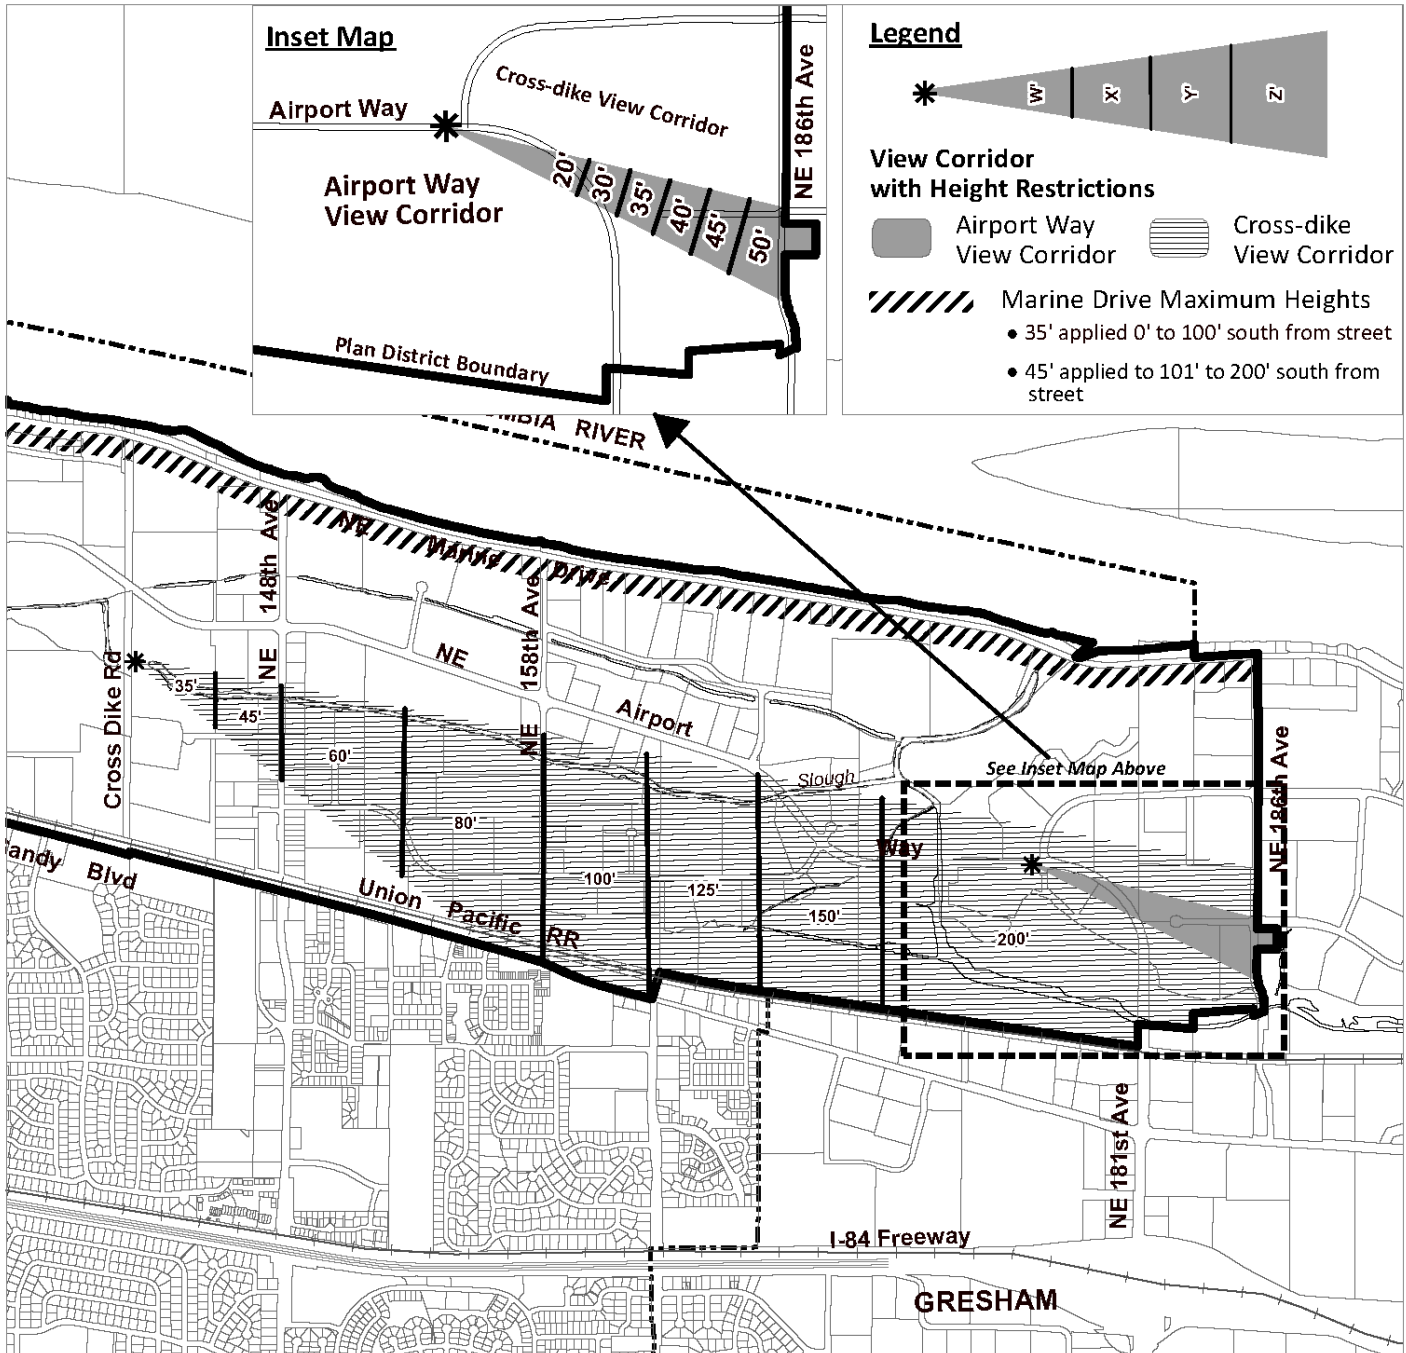 Inset Map
Airport Way
Cross-dike View Corridor
NE 186th Ave
Airport Way
View Corridor
20'
30'
35'
40'
45'
50'
Plan District Boundary
Legend
W'
X'
Y'
Z'
View Corridor
with Height Restrictions
Airport Way
View Corridor
Cross-dike
View Corridor
Marine Drive Maximum Heights
• 35' applied 0' to 100' south from street
• 45' applied to 101' to 200' south from
street
RIVER
NE Marine Drive
NE 148th Ave
NE 158th Ave
Cross Dike Rd
NE Airport Way
Slough
See Inset Map Above
NE 186th Ave
35'
45'
60'
80'
100'
125'
150'
200'
Blvd
Union Pacific RR
NE 181st Ave
I-84 Freeway
GRESHAM